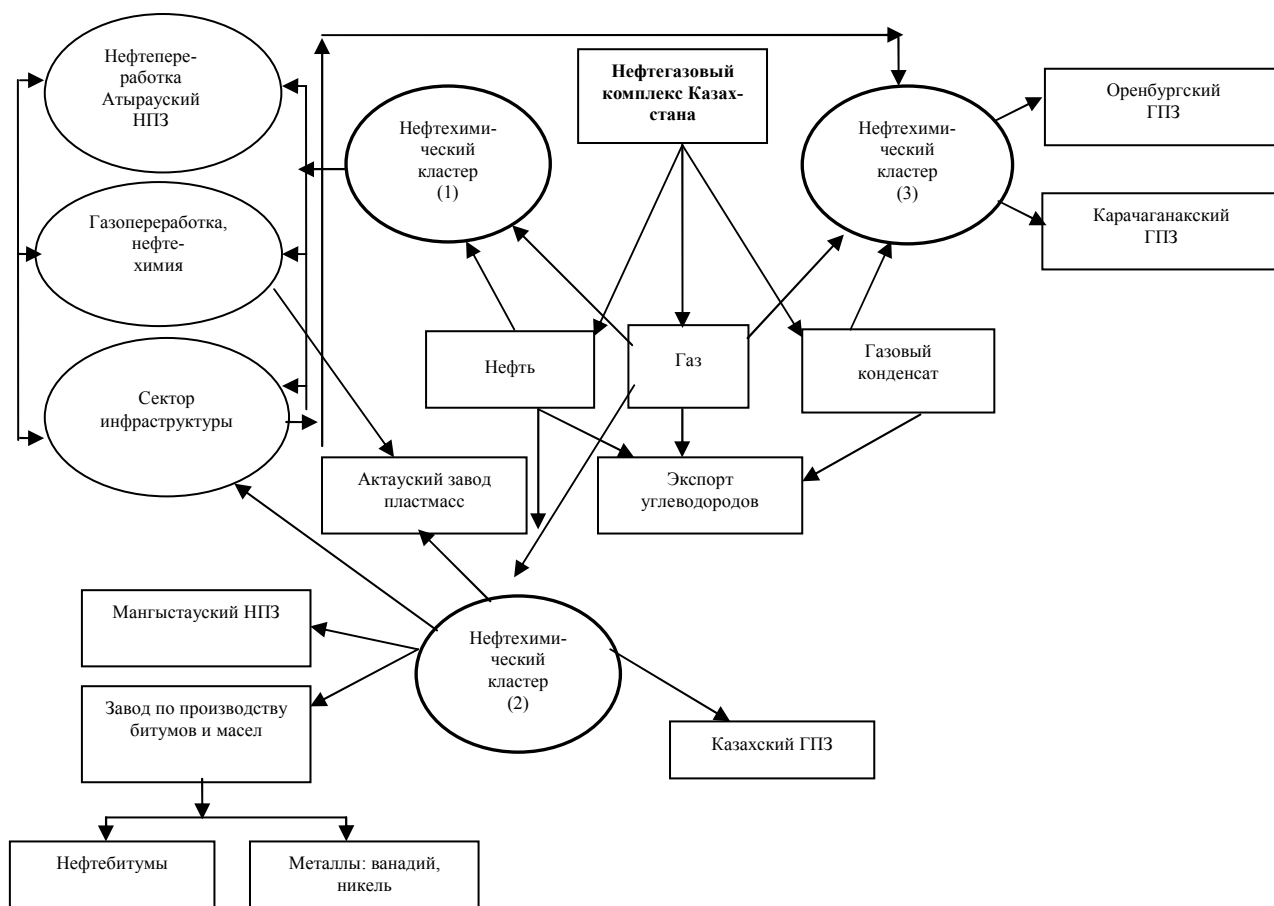 Нефтепере-
работка
Атырауский
НПЗ
Нефтегазовый
комплекс Казах-
стана
Нефтехими-
ческий
кластер
(1)
Нефтехими-
ческий
кластер
(3)
Оренбургский
ГПЗ
Карачаганакский
ГПЗ
Газопереработка,
нефте-
химия
Нефть
Газ
Газовый
конденсат
Сектор
инфраструктуры
Актауский завод
пластмасс
Экспорт
углеводородов
Мангыстауский НПЗ
Нефтехими-
ческий
кластер
(2)
Завод по производству
битумов и масел
Казахский ГПЗ
Нефтебитумы
Металлы: ванадий,
никель